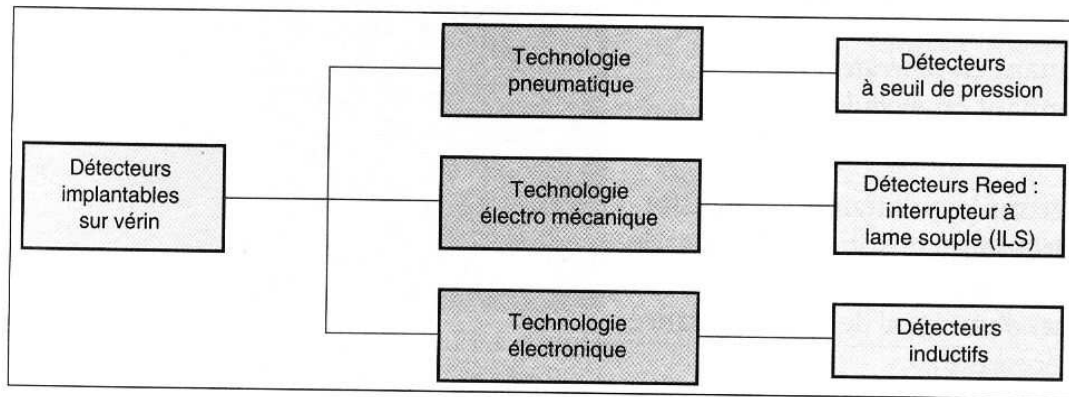 Détecteurs
implantables
sur vérin
Technologie
pneumatique
Détecteurs
à seuil de pression
Technologie
électro mécanique
Détecteurs Reed :
interrupteur à
lame souple (ILS)
Technologie
électronique
Détecteurs
inductifs